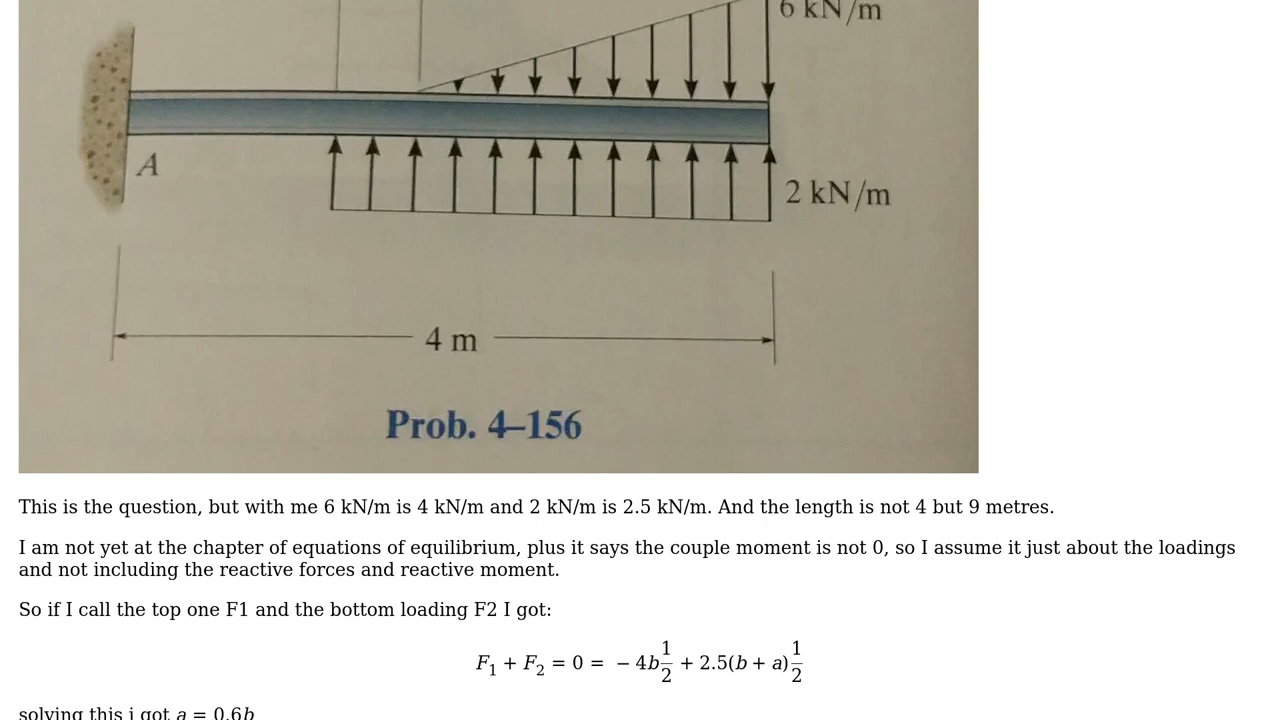 6 kN/m
A
2 kN/m
4 m
Prob. 4–156
This is the question, but with me 6 kN/m is 4 kN/m and 2 kN/m is 2.5 kN/m. And the length is not 4 but 9 metres.
I am not yet at the chapter of equations of equilibrium, plus it says the couple moment is not 0, so I assume it just about the loadings
and not including the reactive forces and reactive moment.
So if I call the top one F1 and the bottom loading F2 I got:
F₁ + F₂ = 0 = − 4b 1/2 + 2.5(b + a) 1/2
solving this i got a = 0.6b